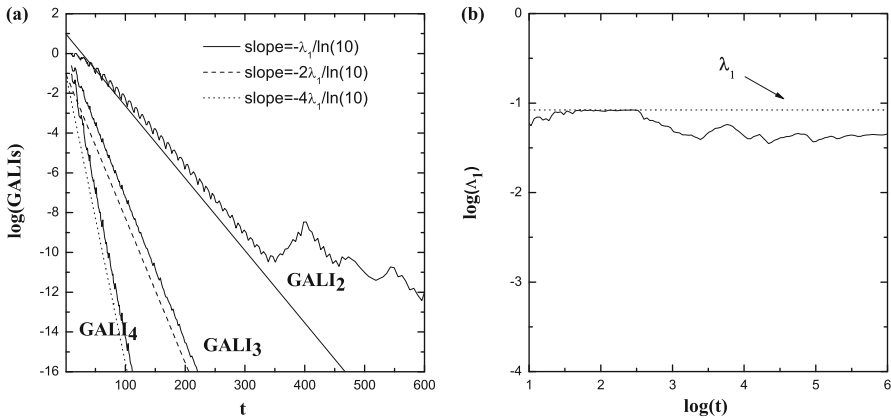 (a)
2
0
-2
-4
-6
-8
-10
-12
-14
-16
log(GALIs)
slope=-λ₁/ln(10)
slope=-2λ₁/ln(10)
slope=-4λ₁/ln(10)
GALI₂
GALI₄
GALI₃
100
200
300
400
500
600
t
(b)
0
-1
-2
-3
-4
log(Λ₁)
λ₁
1
2
3
4
5
6
log(t)